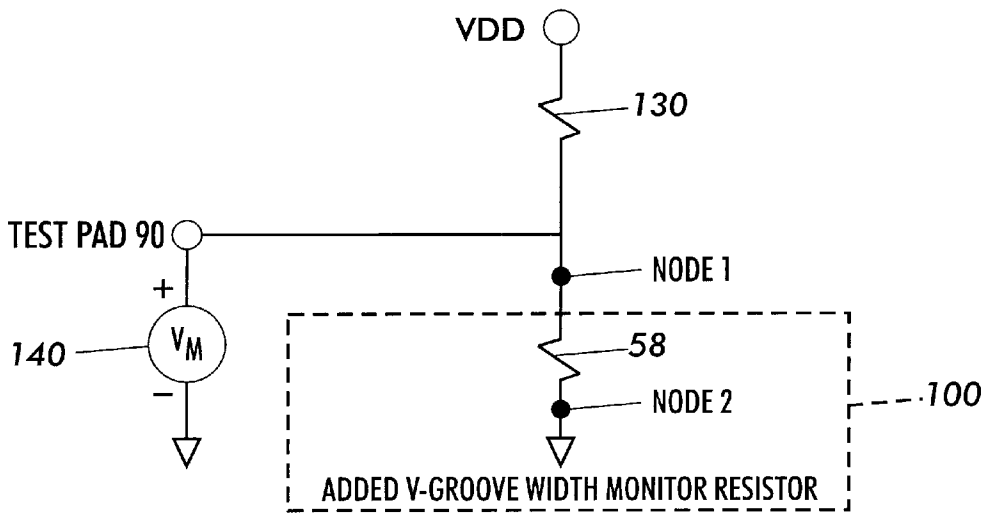 VDD
130
TEST PAD 90
NODE 1
+
VM
140
−
58
NODE 2
100
ADDED V-GROOVE WIDTH MONITOR RESISTOR